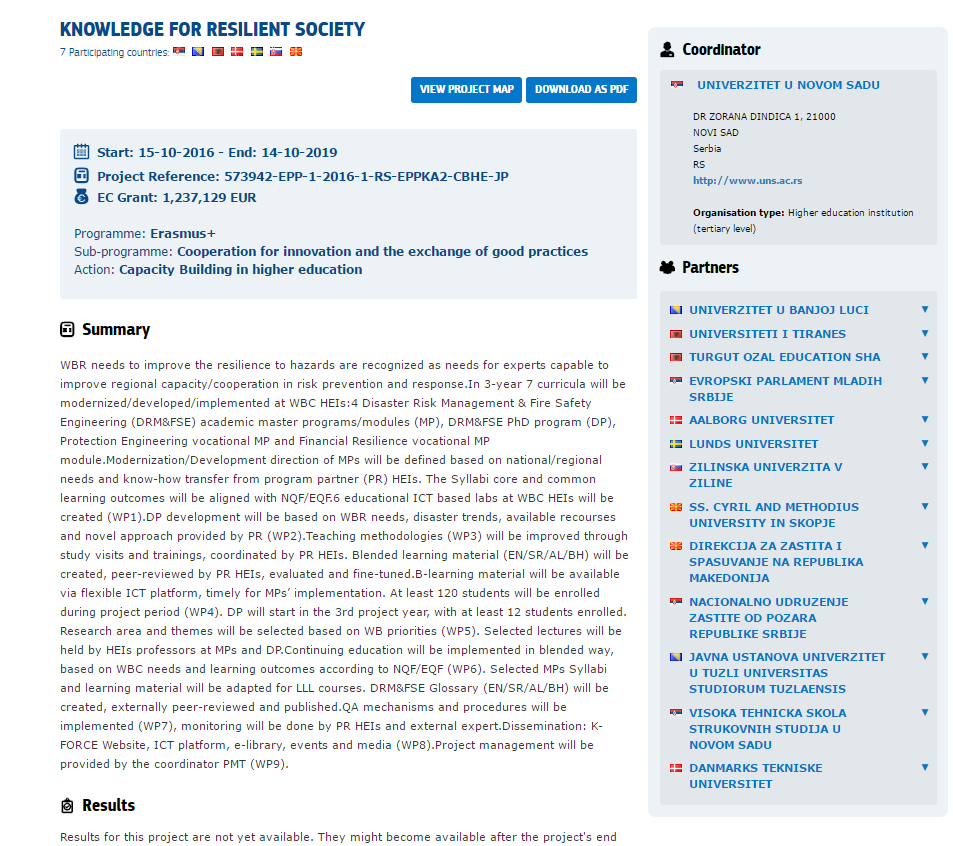 KNOWLEDGE FOR RESILIENT SOCIETY
7 Participating countries:
VIEW PROJECT MAP
DOWNLOAD AS PDF
Start: 15-10-2016 - End: 14-10-2019
Project Reference: 573942-EPP-1-2016-1-RS-EPPKA2-CBHE-JP
EC Grant: 1,237,129 EUR
Programme: Erasmus+
Sub-programme: Cooperation for innovation and the exchange of good practices
Action: Capacity Building in higher education
Summary
WBR needs to improve the resilience to hazards are recognized as needs for experts capable to
improve regional capacity/cooperation in risk prevention and response.In 3-year 7 curricula will be
modernized/developed/implemented at WBC HEIs:4 Disaster Risk Management & Fire Safety
Engineering (DRM&FSE) academic master programs/modules (MP), DRM&FSE PhD program (DP),
Protection Engineering vocational MP and Financial Resilience vocational MP
module.Modernization/Development direction of MPs will be defined based on national/regional
needs and know-how transfer from program partner (PR) HEIs. The Syllabi core and common
learning outcomes will be aligned with NQF/EQF.6 educational ICT based labs at WBC HEIs will be
created (WP1).DP development will be based on WBR needs, disaster trends, available recourses
and novel approach provided by PR (WP2).Teaching methodologies (WP3) will be improved through
study visits and trainings, coordinated by PR HEIs. Blended learning material (EN/SR/AL/BH) will be
created, peer-reviewed by PR HEIs, evaluated and fine-tuned.B-learning material will be available
via flexible ICT platform, timely for MPs’ implementation. At least 120 students will be enrolled
during project period (WP4). DP will start in the 3rd project year, with at least 12 students enrolled.
Research area and themes will be selected based on WB priorities (WP5). Selected lectures will be
held by HEIs professors at MPs and DP.Continuing education will be implemented in blended way,
based on WBC needs and learning outcomes according to NQF/EQF (WP6). Selected MPs Syllabi
and learning material will be adapted for LLL courses. DRM&FSE Glossary (EN/SR/AL/BH) will be
created, externally peer-reviewed and published.QA mechanisms and procedures will be
implemented (WP7), monitoring will be done by PR HEIs and external expert.Dissemination: K-
FORCE Website, ICT platform, e-library, events and media (WP8).Project management will be
provided by the coordinator PMT (WP9).
Results
Results for this project are not yet available. They might become available after the project's end
Coordinator
UNIVERZITET U NOVOM SADU
DR ZORANA DINDICA 1, 21000
NOVI SAD
Serbia
RS
http://www.uns.ac.rs
Organisation type: Higher education institution
(tertiary level)
Partners
UNIVERZITET U BANJOJ LUCI
UNIVERSITETI I TIRANES
TURGUT OZAL EDUCATION SHA
EVROPSKI PARLAMENT MLADIH
SRBIJE
AALBORG UNIVERSITET
LUNDS UNIVERSITET
ZILINSKA UNIVERZITA V
ZILINE
SS. CYRIL AND METHODIUS
UNIVERSITY IN SKOPJE
DIREKCIJA ZA ZASTITA I
SPASUVANJE NA REPUBLIKA
MAKEDONIJA
NACIONALNO UDRUZENJE
ZASTITE OD POZARA
REPUBLIKE SRBIJE
JAVNA USTANOVA UNIVERZITET
U TUZLI UNIVERSITAS
STUDIORUM TUZLAENSIS
VISOKA TEHNICKA SKOLA
STRUKOVNIH STUDIJA U
NOVOM SADU
DANMARKS TEKNISKE
UNIVERSITET